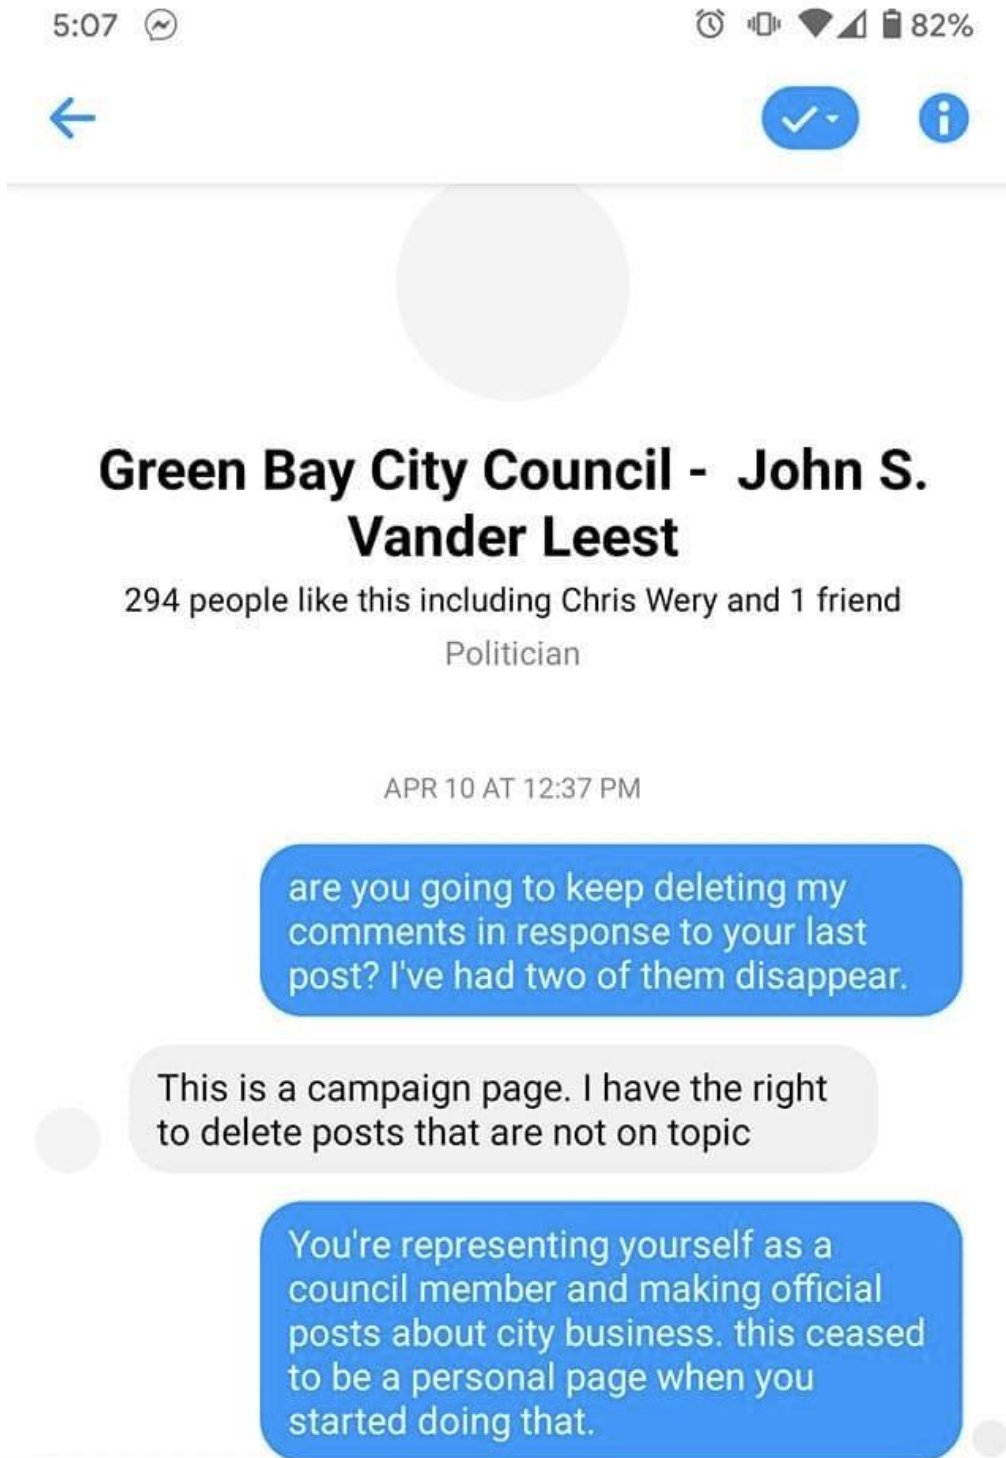 5:07 82%
Green Bay City Council - John S.
Vander Leest
294 people like this including Chris Wery and 1 friend
Politician
APR 10 AT 12:37 PM
are you going to keep deleting my
comments in response to your last
post? I've had two of them disappear.
This is a campaign page. I have the right
to delete posts that are not on topic
You're representing yourself as a
council member and making official
posts about city business. this ceased
to be a personal page when you
started doing that.